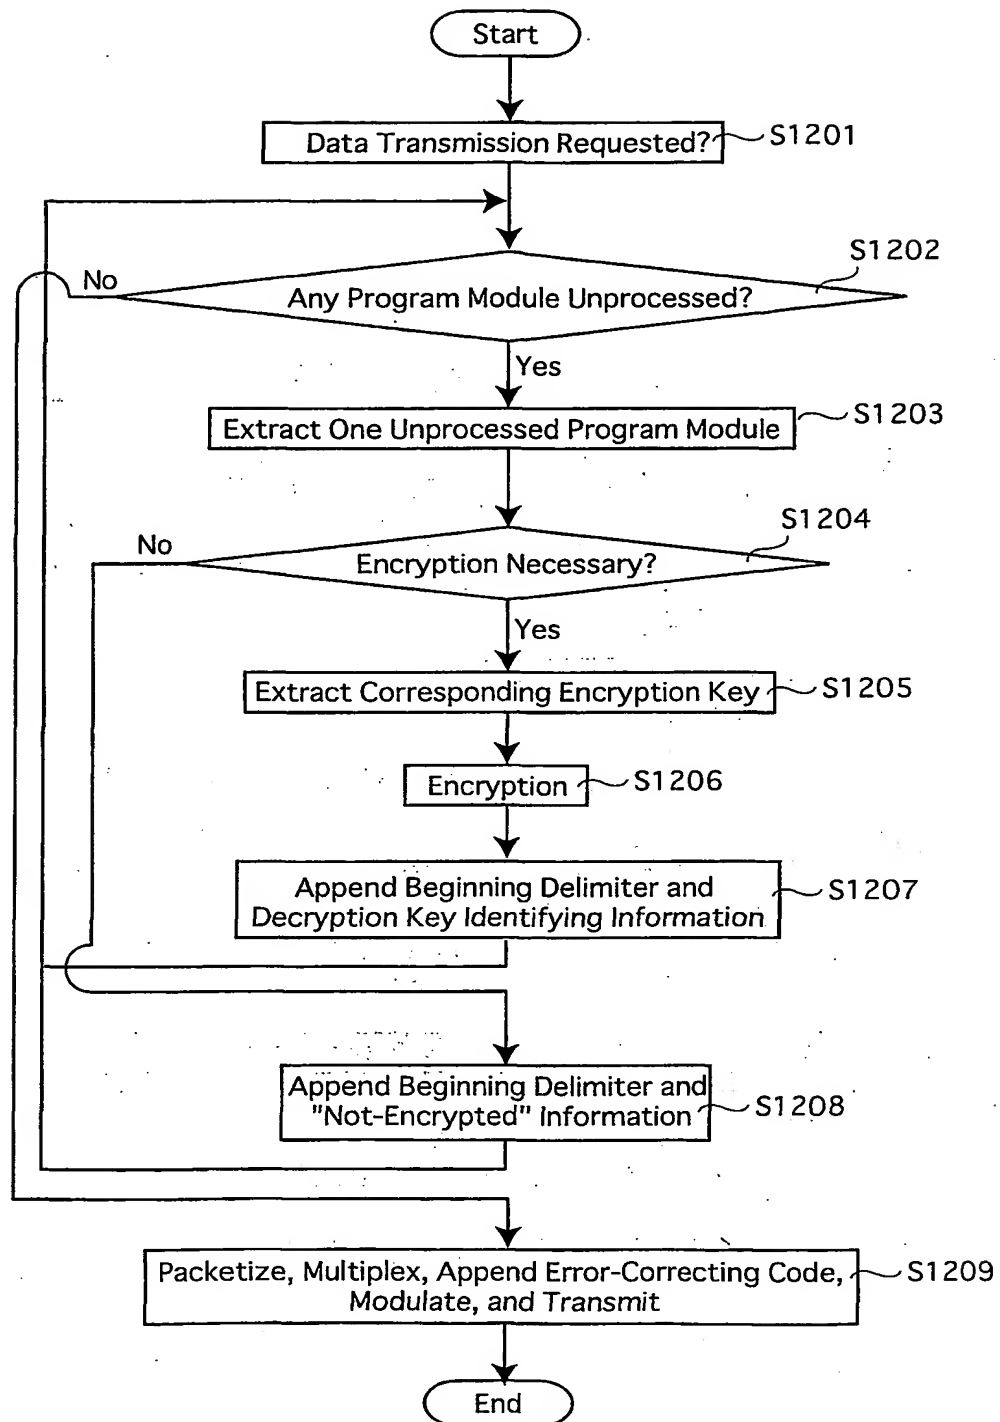 Start
Data Transmission Requested?
S1201
S1202
No
Any Program Module Unprocessed?
Yes
Extract One Unprocessed Program Module
S1203
S1204
No
Encryption Necessary?
Yes
Extract Corresponding Encryption Key
S1205
Encryption
S1206
Append Beginning Delimiter and
Decryption Key Identifying Information
S1207
Append Beginning Delimiter and
"Not-Encrypted" Information
S1208
Packetize, Multiplex, Append Error-Correcting Code,
Modulate, and Transmit
S1209
End